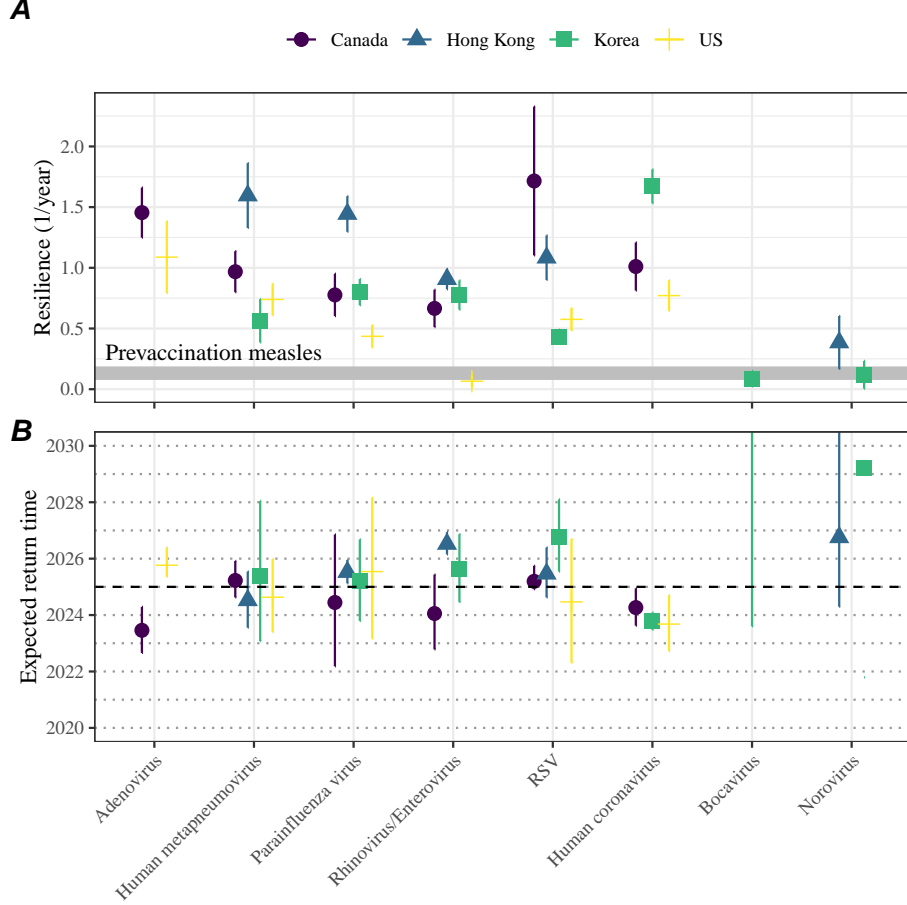 A
Canada Hong Kong Korea US
Resilience (1/year)
2.0
1.5
1.0
0.5
0.0
Prevaccination measles
B
Expected return time
2030
2028
2026
2024
2022
2020
Adenovirus
Human metapneumovirus
Parainfluenza virus
Rhinovirus/Enterovirus
RSV
Human coronavirus
Bocavirus
Norovirus